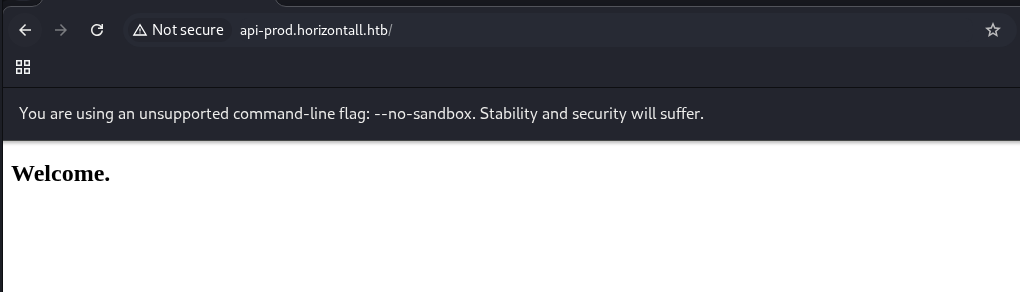 Not secure api-prod.horizontall.htb/
You are using an unsupported command-line flag: --no-sandbox. Stability and security will suffer.
Welcome.